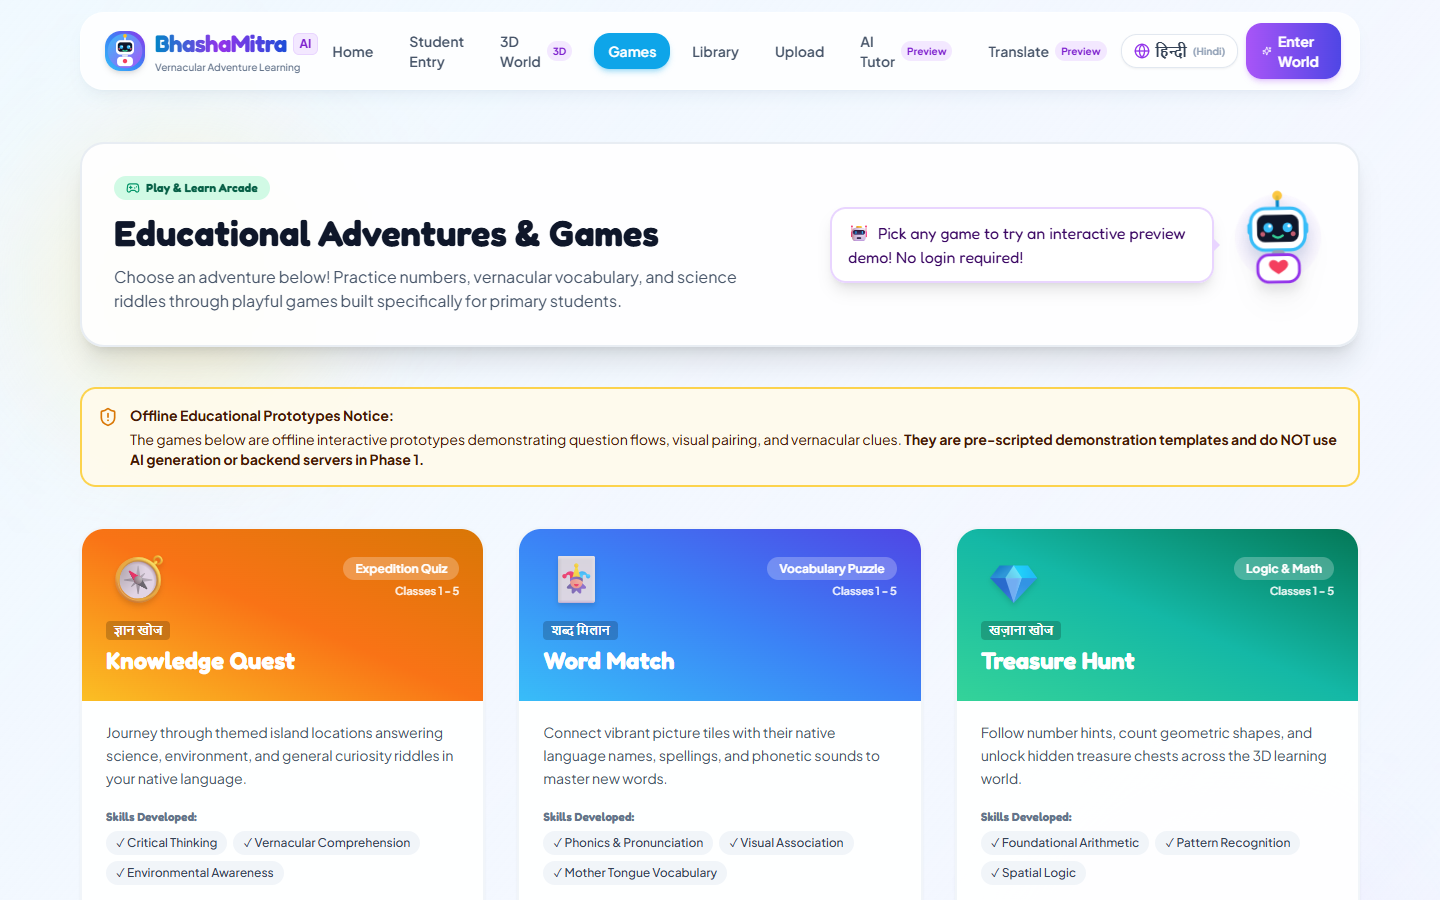 BhashaMitra AI
Vernacular Adventure Learning
Home
Student
Entry
3D
World
3D
Games
Library
Upload
AI
Tutor
Preview
Translate
Preview
हिन्दी (Hindi)
Enter
World
Play & Learn Arcade
Educational Adventures & Games
Choose an adventure below! Practice numbers, vernacular vocabulary, and science
riddles through playful games built specifically for primary students.
Pick any game to try an interactive preview
demo! No login required!
Offline Educational Prototypes Notice:
The games below are offline interactive prototypes demonstrating question flows, visual pairing, and vernacular clues. They are pre-scripted demonstration templates and do NOT use
AI generation or backend servers in Phase 1.
Expedition Quiz
Classes 1 - 5
ज्ञान खोज
Knowledge Quest
Journey through themed island locations answering
science, environment, and general curiosity riddles in
your native language.
Skills Developed:
✓ Critical Thinking
✓ Vernacular Comprehension
✓ Environmental Awareness
Vocabulary Puzzle
Classes 1 - 5
शब्द मिलान
Word Match
Connect vibrant picture tiles with their native
language names, spellings, and phonetic sounds to
master new words.
Skills Developed:
✓ Phonics & Pronunciation
✓ Visual Association
✓ Mother Tongue Vocabulary
Logic & Math
Classes 1 - 5
खज़ाना खोज
Treasure Hunt
Follow number hints, count geometric shapes, and
unlock hidden treasure chests across the 3D learning
world.
Skills Developed:
✓ Foundational Arithmetic
✓ Pattern Recognition
✓ Spatial Logic